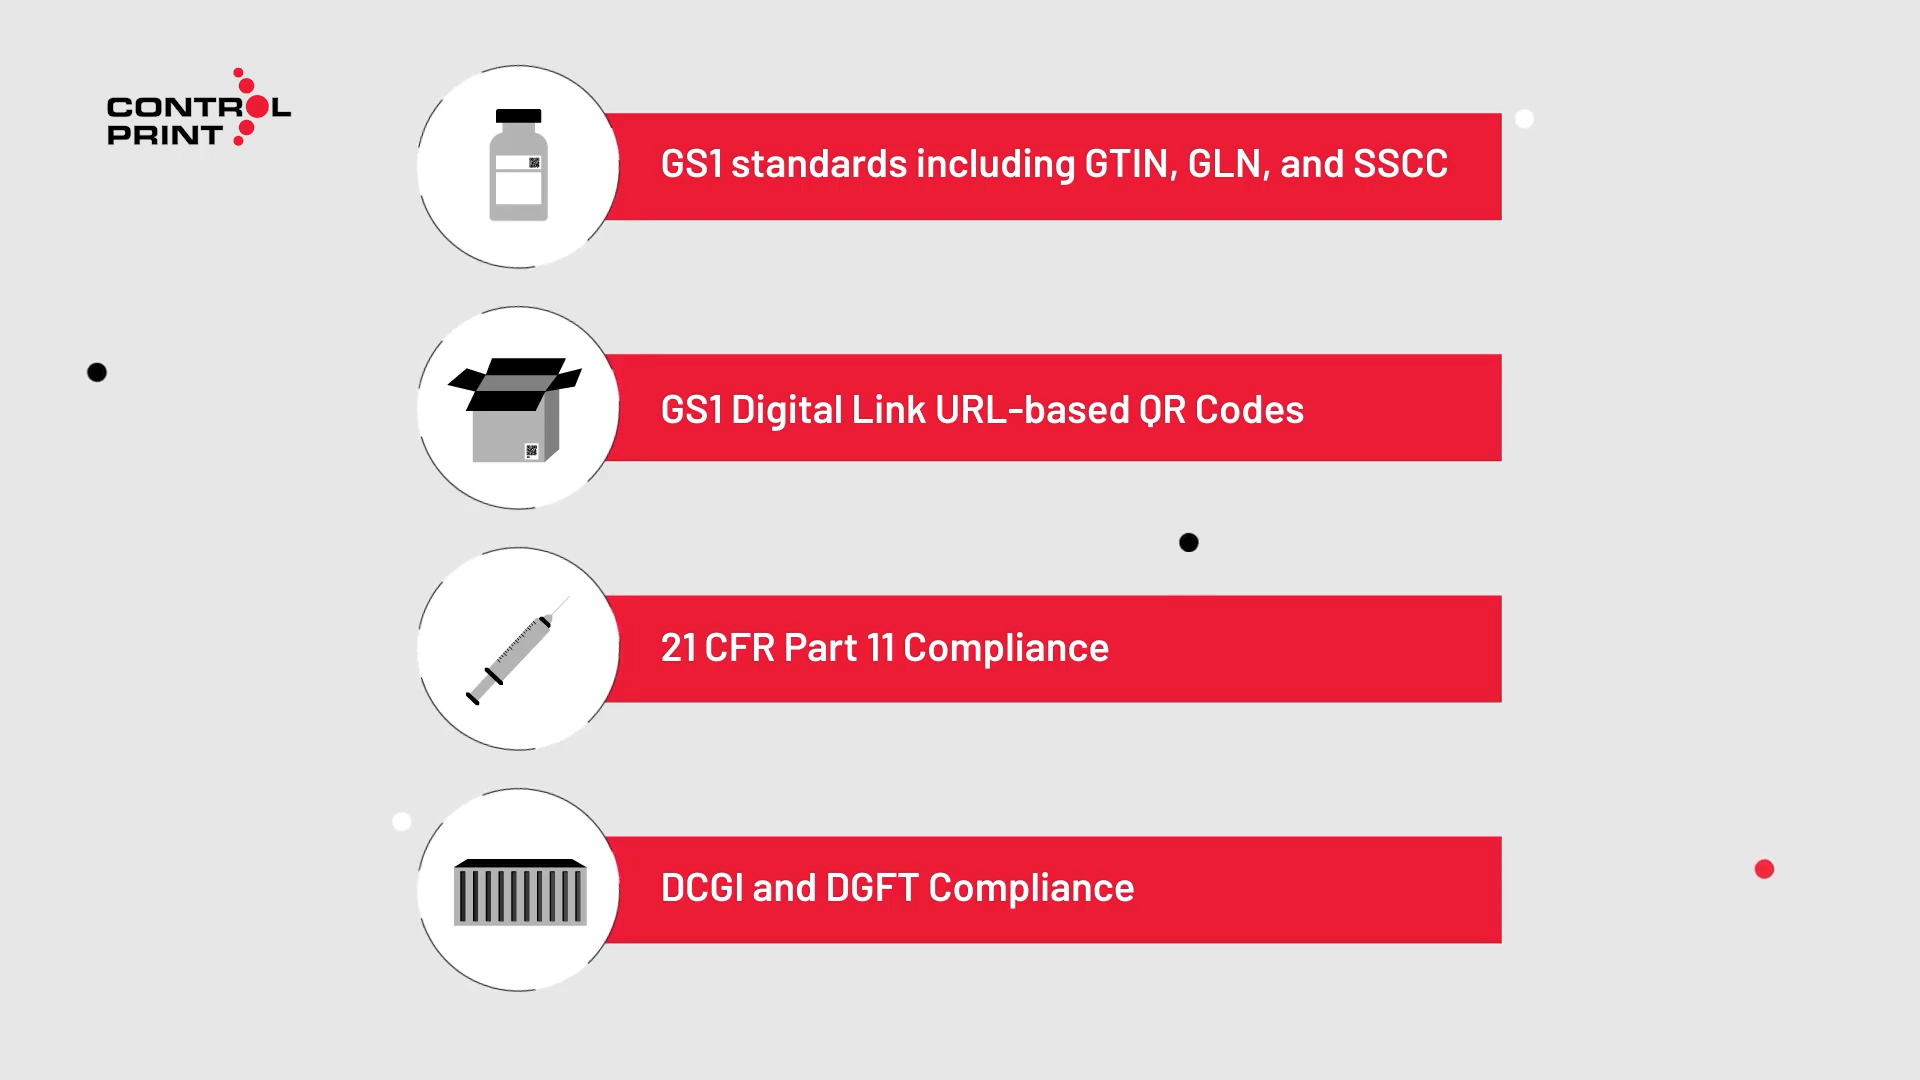 CONTROL
PRINT
GS1 standards including GTIN, GLN, and SSCC
GS1 Digital Link URL-based QR Codes
21 CFR Part 11 Compliance
DCGI and DGFT Compliance